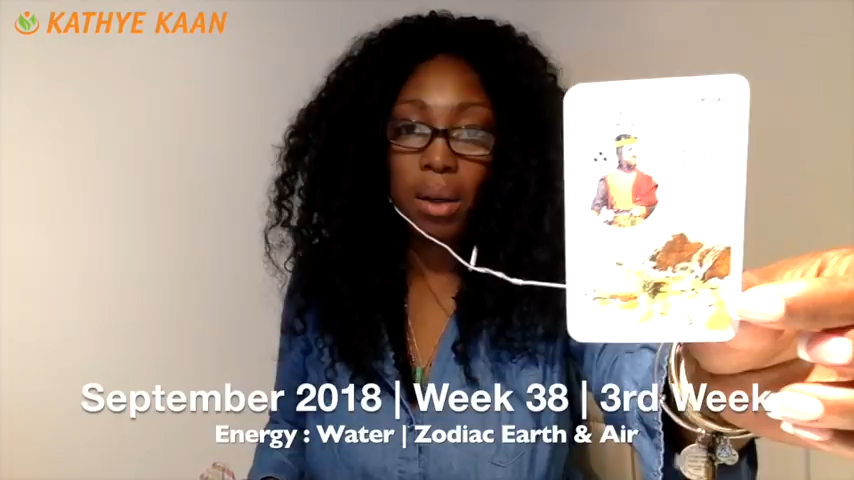 KATHYE KAAN
September 2018 | Week 38 | 3rd Week
Energy : Water | Zodiac Earth & Air